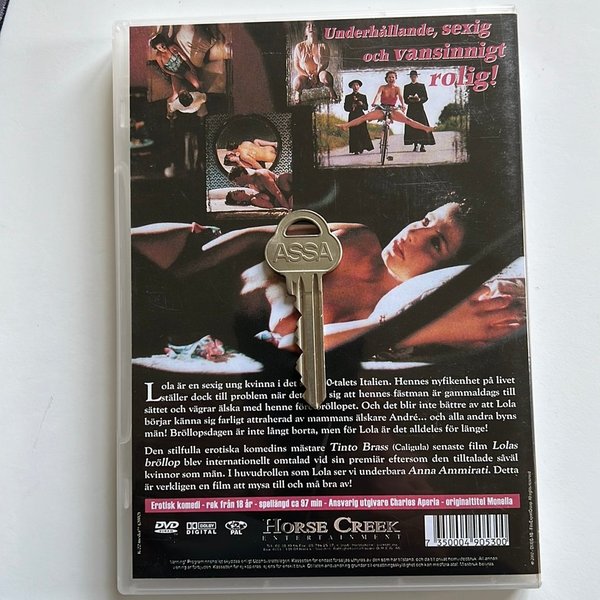 Underhållande, sexig
och vansinnigt
rolig!
ASSA
Lola är en sexig ung kvinna i det 0-talets Italien. Hennes nyfikenhet på livet
ställer dock till problem när det sig att hennes fästman är gammaldags till
sättet och vägrar älska med henne före bröllopet. Och det blir inte bättre av att Lola
börjar känna sig farligt attraherad av mammans älskare André... och alla andra byns
män! Bröllopsdagen är inte långt borta, men för Lola är det alldeles för länge!
Den stilfulla erotiska komedins mästare Tinto Brass (Caligula) senaste film Lolas
bröllop blev internationellt omtalad vid sin premiär eftersom den tilltalade såväl
kvinnor som män. I huvudrollen som Lola ser vi underbara Anna Ammirati. Detta
är verkligen en film att mysa till och må bra av!
Erotisk komedi - rek från 18 år - spellängd ca 97 min - Ansvarig utgivare Charles Aperia - originaltitel Monella
DVD VIDEO DOLBY DIGITAL PAL
HORSE CREEK
ENTERTAINMENT
7 350004 905300